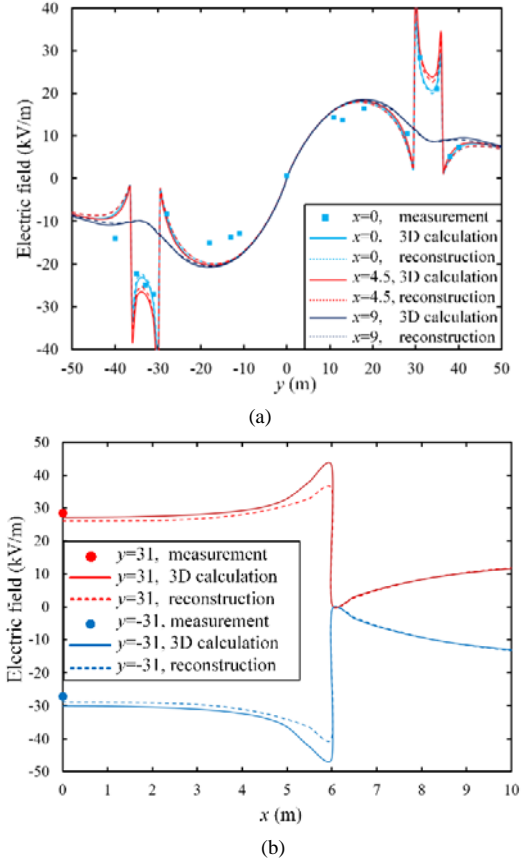 (a)
40
30
20
10
0
-10
-20
-30
-40
Electric field (kV/m)
x=0, measurement
x=0, 3D calculation
x=0, reconstruction
x=4.5, 3D calculation
x=4.5, reconstruction
x=9, 3D calculation
x=9, reconstruction
-50 -40 -30 -20 -10 0 10 20 30 40 50
y (m)
(a)
50
40
30
20
10
0
-10
-20
-30
-40
-50
Electric field (kV/m)
y=31, measurement
y=31, 3D calculation
y=31, reconstruction
y=-31, measurement
y=-31, 3D calculation
y=-31, reconstruction
0 1 2 3 4 5 6 7 8 9 10
x (m)
(b)